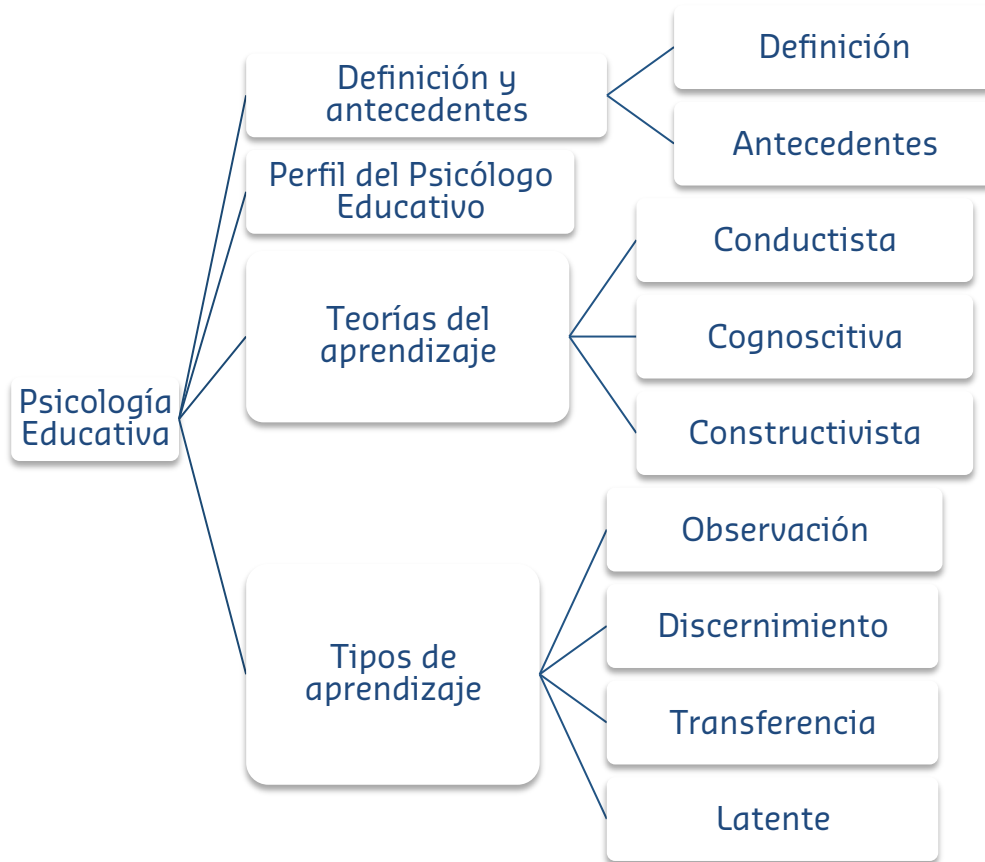 Psicología
Educativa
Definición y
antecedentes
Definición
Antecedentes
Perfil del Psicólogo
Educativo
Teorías del
aprendizaje
Conductista
Cognoscitiva
Constructivista
Tipos de
aprendizaje
Observación
Discernimiento
Transferencia
Latente